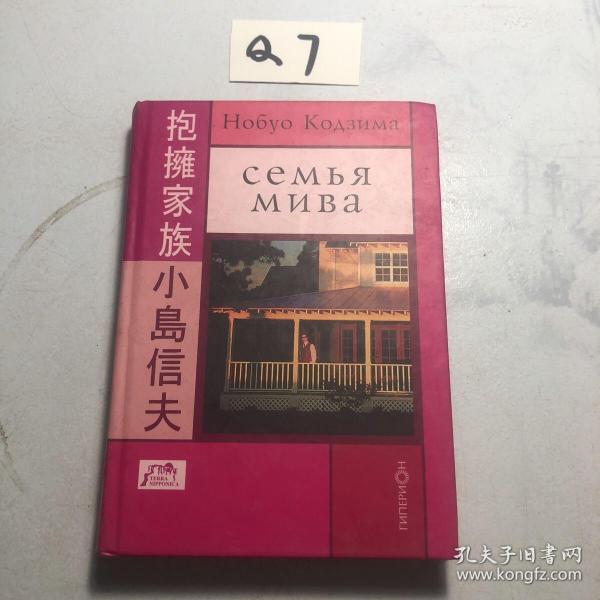 Q7
Нобуо Кодзима
семья
мива
抱擁家族
小島信夫
TERRA
NIPPONICA
ГИПЕРИОН
孔夫子旧书网
www.kongfz.com